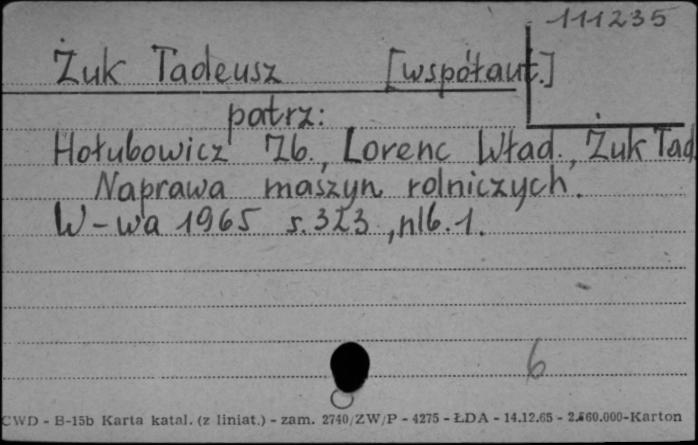 111235
Żuk Tadeusz [współaut.]
patrz:
Hołubowicz Zb., Lorenc Wład., Żuk Tad.
Naprawa maszyn rolniczych.
W-wa 1965 s. 323, nlb. 1.
6
CWD - B-15b Karta katal. (z liniat.) - zam. 2740/ZW/P - 4275 - ŁDA - 14.12.65 - 2.560.000-Karton